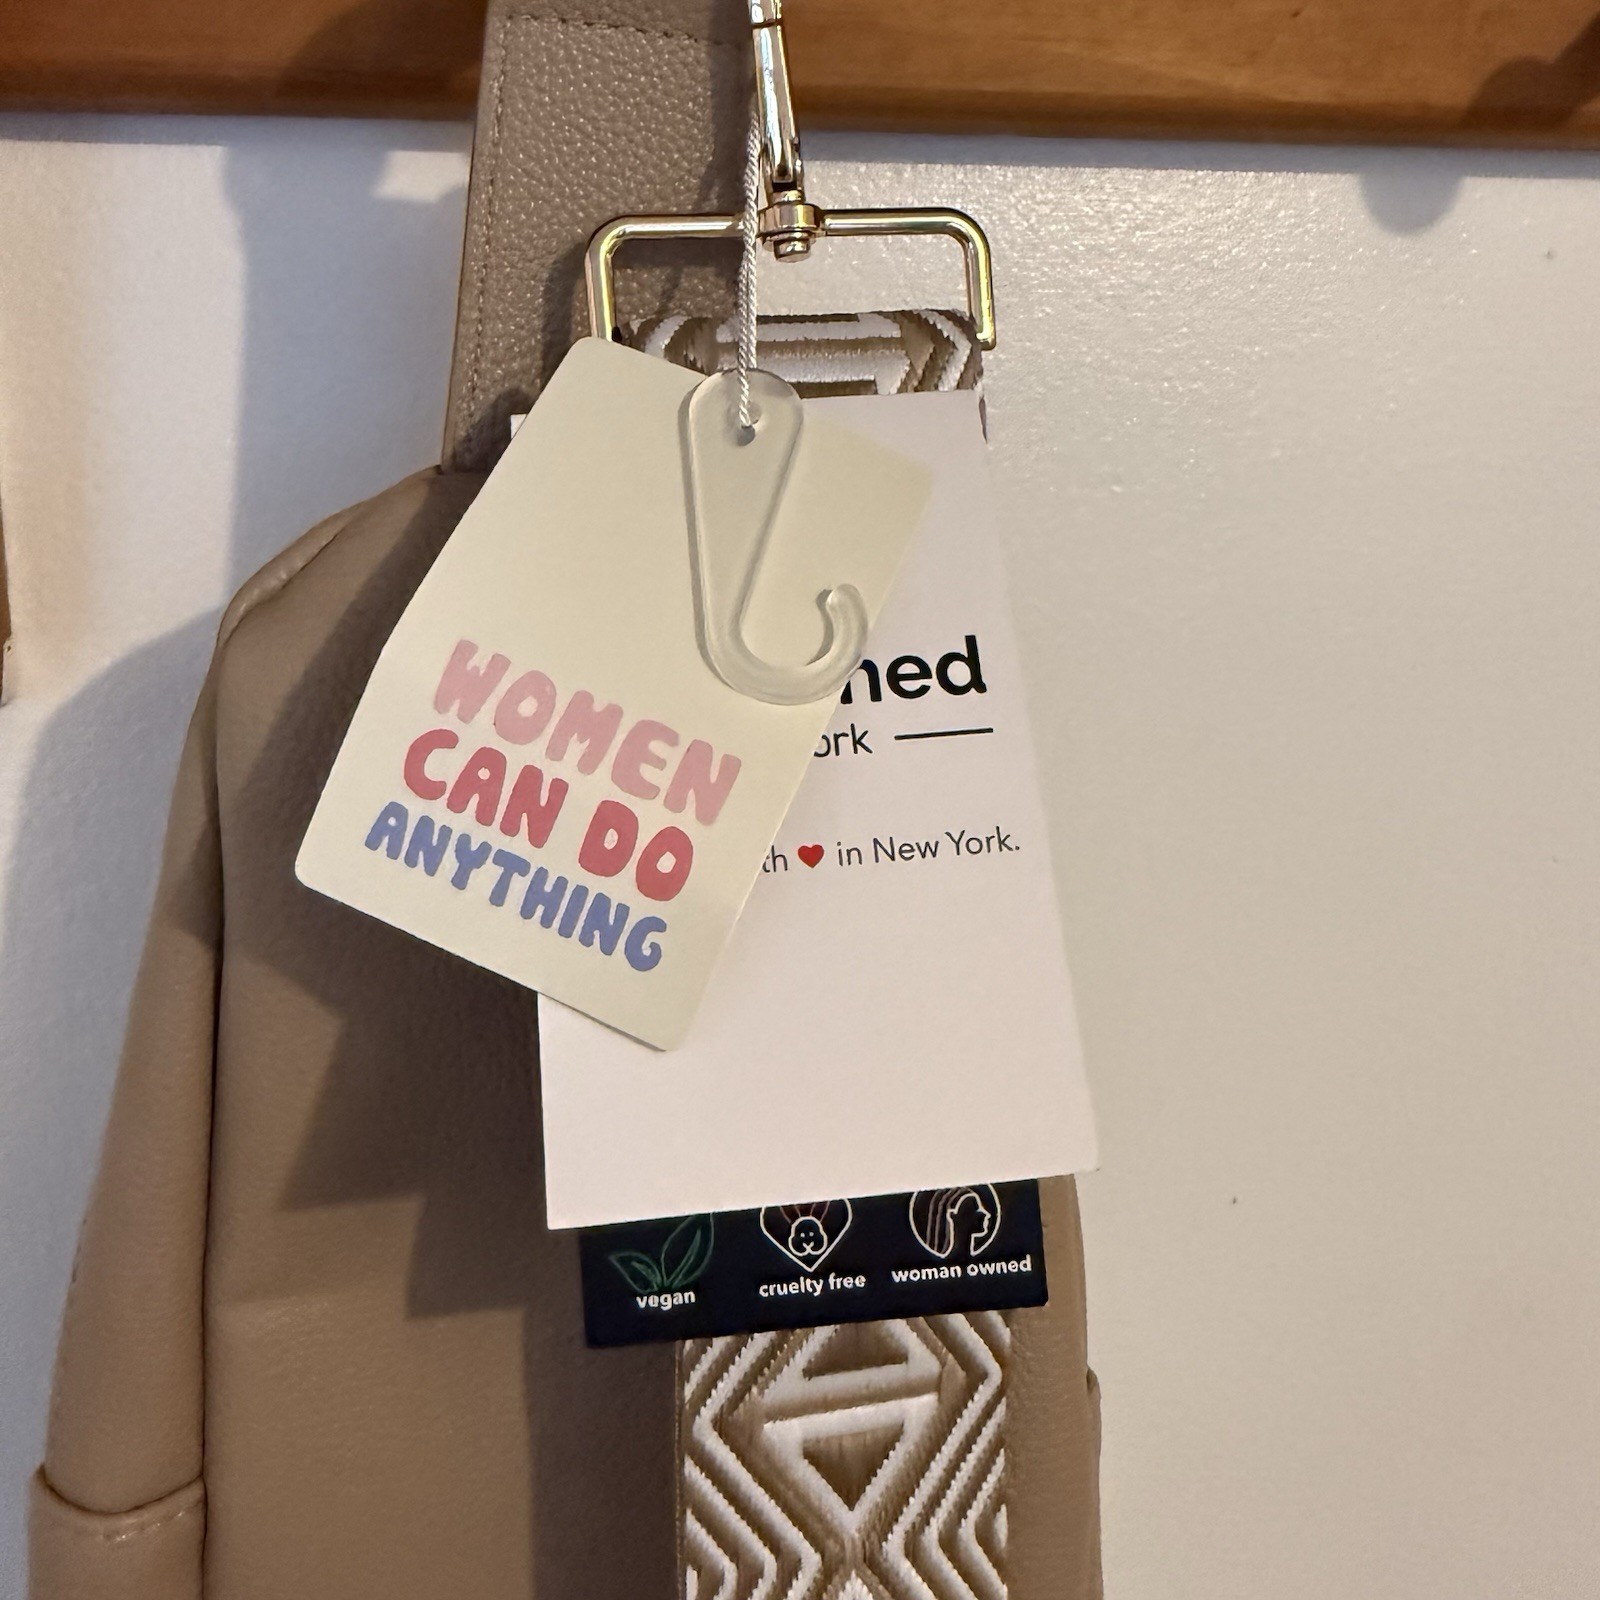 WOMEN
CAN DO
ANYTHING
in New York.
vegan
cruelty free
woman owned